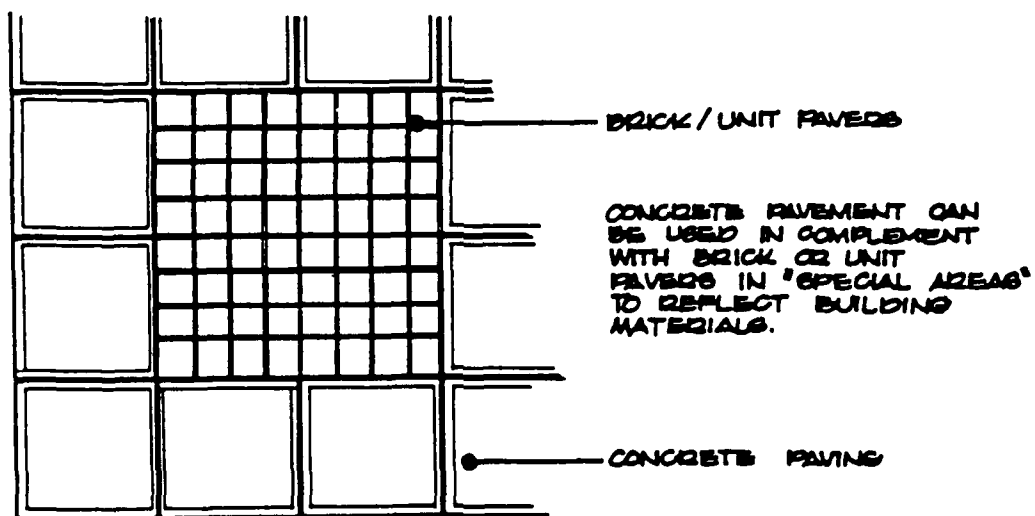 BRICK/UNIT PAVERS
CONCRETE PAVEMENT CAN
BE USED IN COMPLEMENT
WITH BRICK OR UNIT
PAVERS IN "SPECIAL AREAS"
TO REFLECT BUILDING
MATERIALS.
CONCRETE PAVING